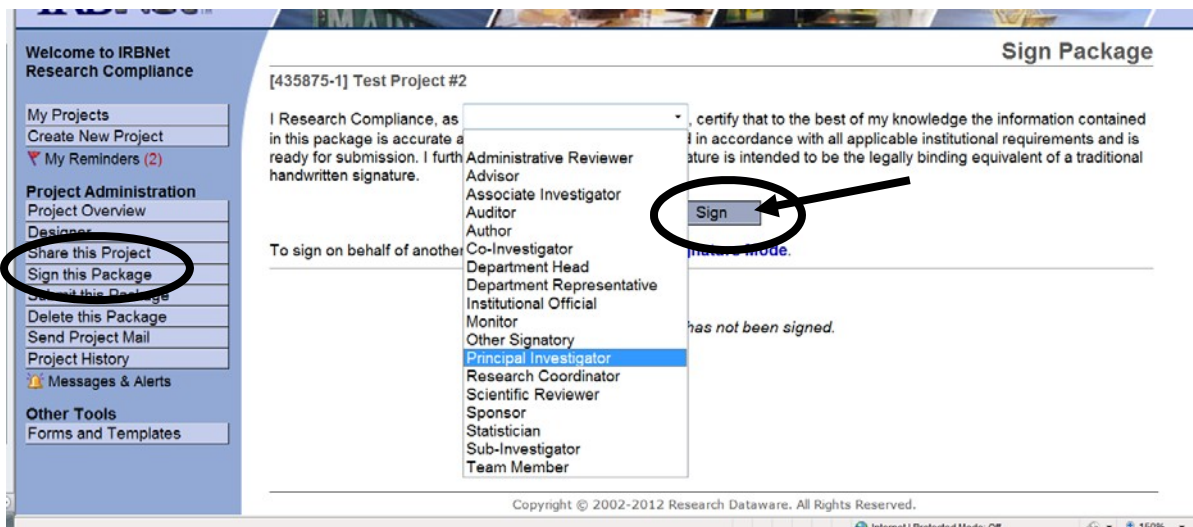 Welcome to IRBNet
Research Compliance
My Projects
Create New Project
My Reminders (2)
Project Administration
Project Overview
Designer
Share this Project
Sign this Package
Submit this Package
Delete this Package
Send Project Mail
Project History
Messages & Alerts
Other Tools
Forms and Templates
Sign Package
[435875-1] Test Project #2
I Research Compliance, as , certify that to the best of my knowledge the information contained
in this package is accurate a in accordance with all applicable institutional requirements and is
ready for submission. I furth ature is intended to be the legally binding equivalent of a traditional
handwritten signature.
Administrative Reviewer
Advisor
Associate Investigator
Auditor
Author
Co-Investigator
Department Head
Department Representative
Institutional Official
Monitor
Other Signatory
Principal Investigator
Research Coordinator
Scientific Reviewer
Sponsor
Statistician
Sub-Investigator
Team Member
Sign
To sign on behalf of another nature Mode.
has not been signed.
Copyright © 2002-2012 Research Dataware. All Rights Reserved.
150%